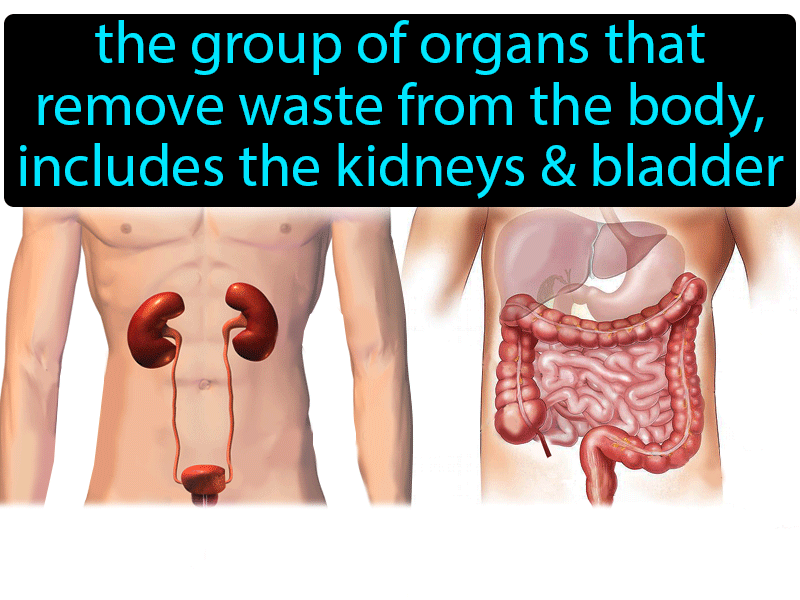 the group of organs that
remove waste from the body,
includes the kidneys & bladder